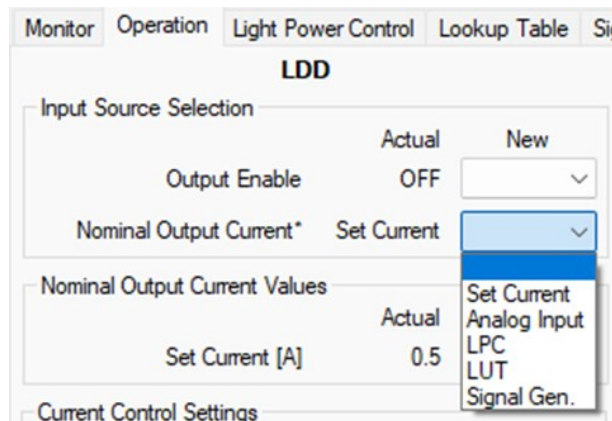 Monitor Operation Light Power Control Lookup Table
LDD
Input Source Selection
Actual New
Output Enable OFF
Nominal Output Current* Set Current
Nominal Output Current Values
Actual
Set Current [A] 0.5
Set Current
Analog Input
LPC
LUT
Signal Gen.
Current Control Settings